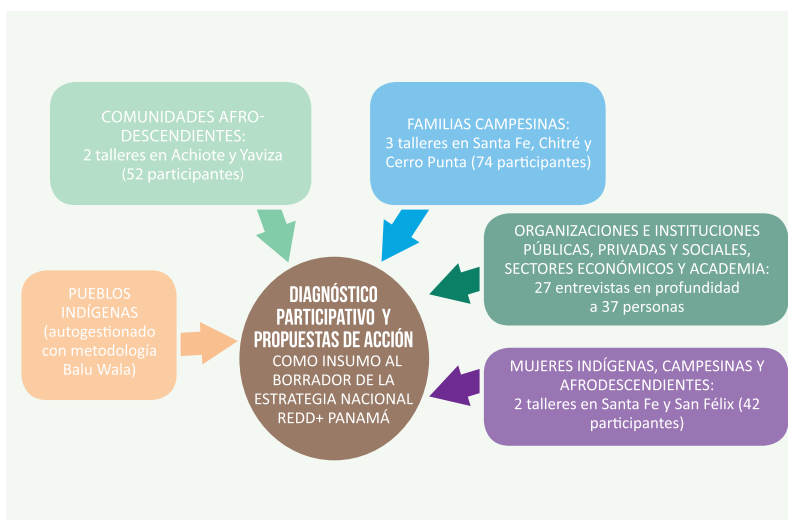 COMUNIDADES AFRO-
DESCENDIENTES:
2 talleres en Achiote y Yaviza
(52 participantes)
FAMILIAS CAMPESINAS:
3 talleres en Santa Fe, Chitré y
Cerro Punta (74 participantes)
ORGANIZACIONES E INSTITUCIONES
PÚBLICAS, PRIVADAS Y SOCIALES,
SECTORES ECONÓMICOS Y ACADEMIA:
27 entrevistas en profundidad
a 37 personas
PUEBLOS
INDÍGENAS
(autogestionado
con metodología
Balu Wala)
DIAGNÓSTICO
PARTICIPATIVO Y
PROPUESTAS DE ACCIÓN
COMO INSUMO AL
BORRADOR DE LA
ESTRATEGIA NACIONAL
REDD+ PANAMÁ
MUJERES INDÍGENAS, CAMPESINAS Y
AFRODESCENDIENTES:
2 talleres en Santa Fe y San Félix (42
participantes)